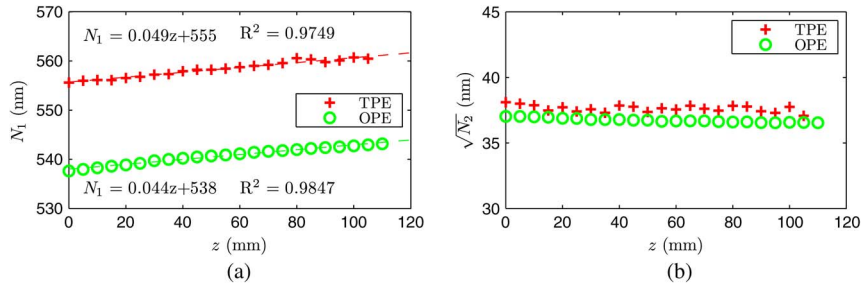 N₁ = 0.049z+555 R² = 0.9749
570
560
550
540
530
N₁ (nm)
TPE
OPE
N₁ = 0.044z+538 R² = 0.9847
0 20 40 60 80 100 120
z (mm)
(a)
45
40
35
30
√N₂ (nm)
TPE
OPE
0 20 40 60 80 100 120
z (mm)
(b)